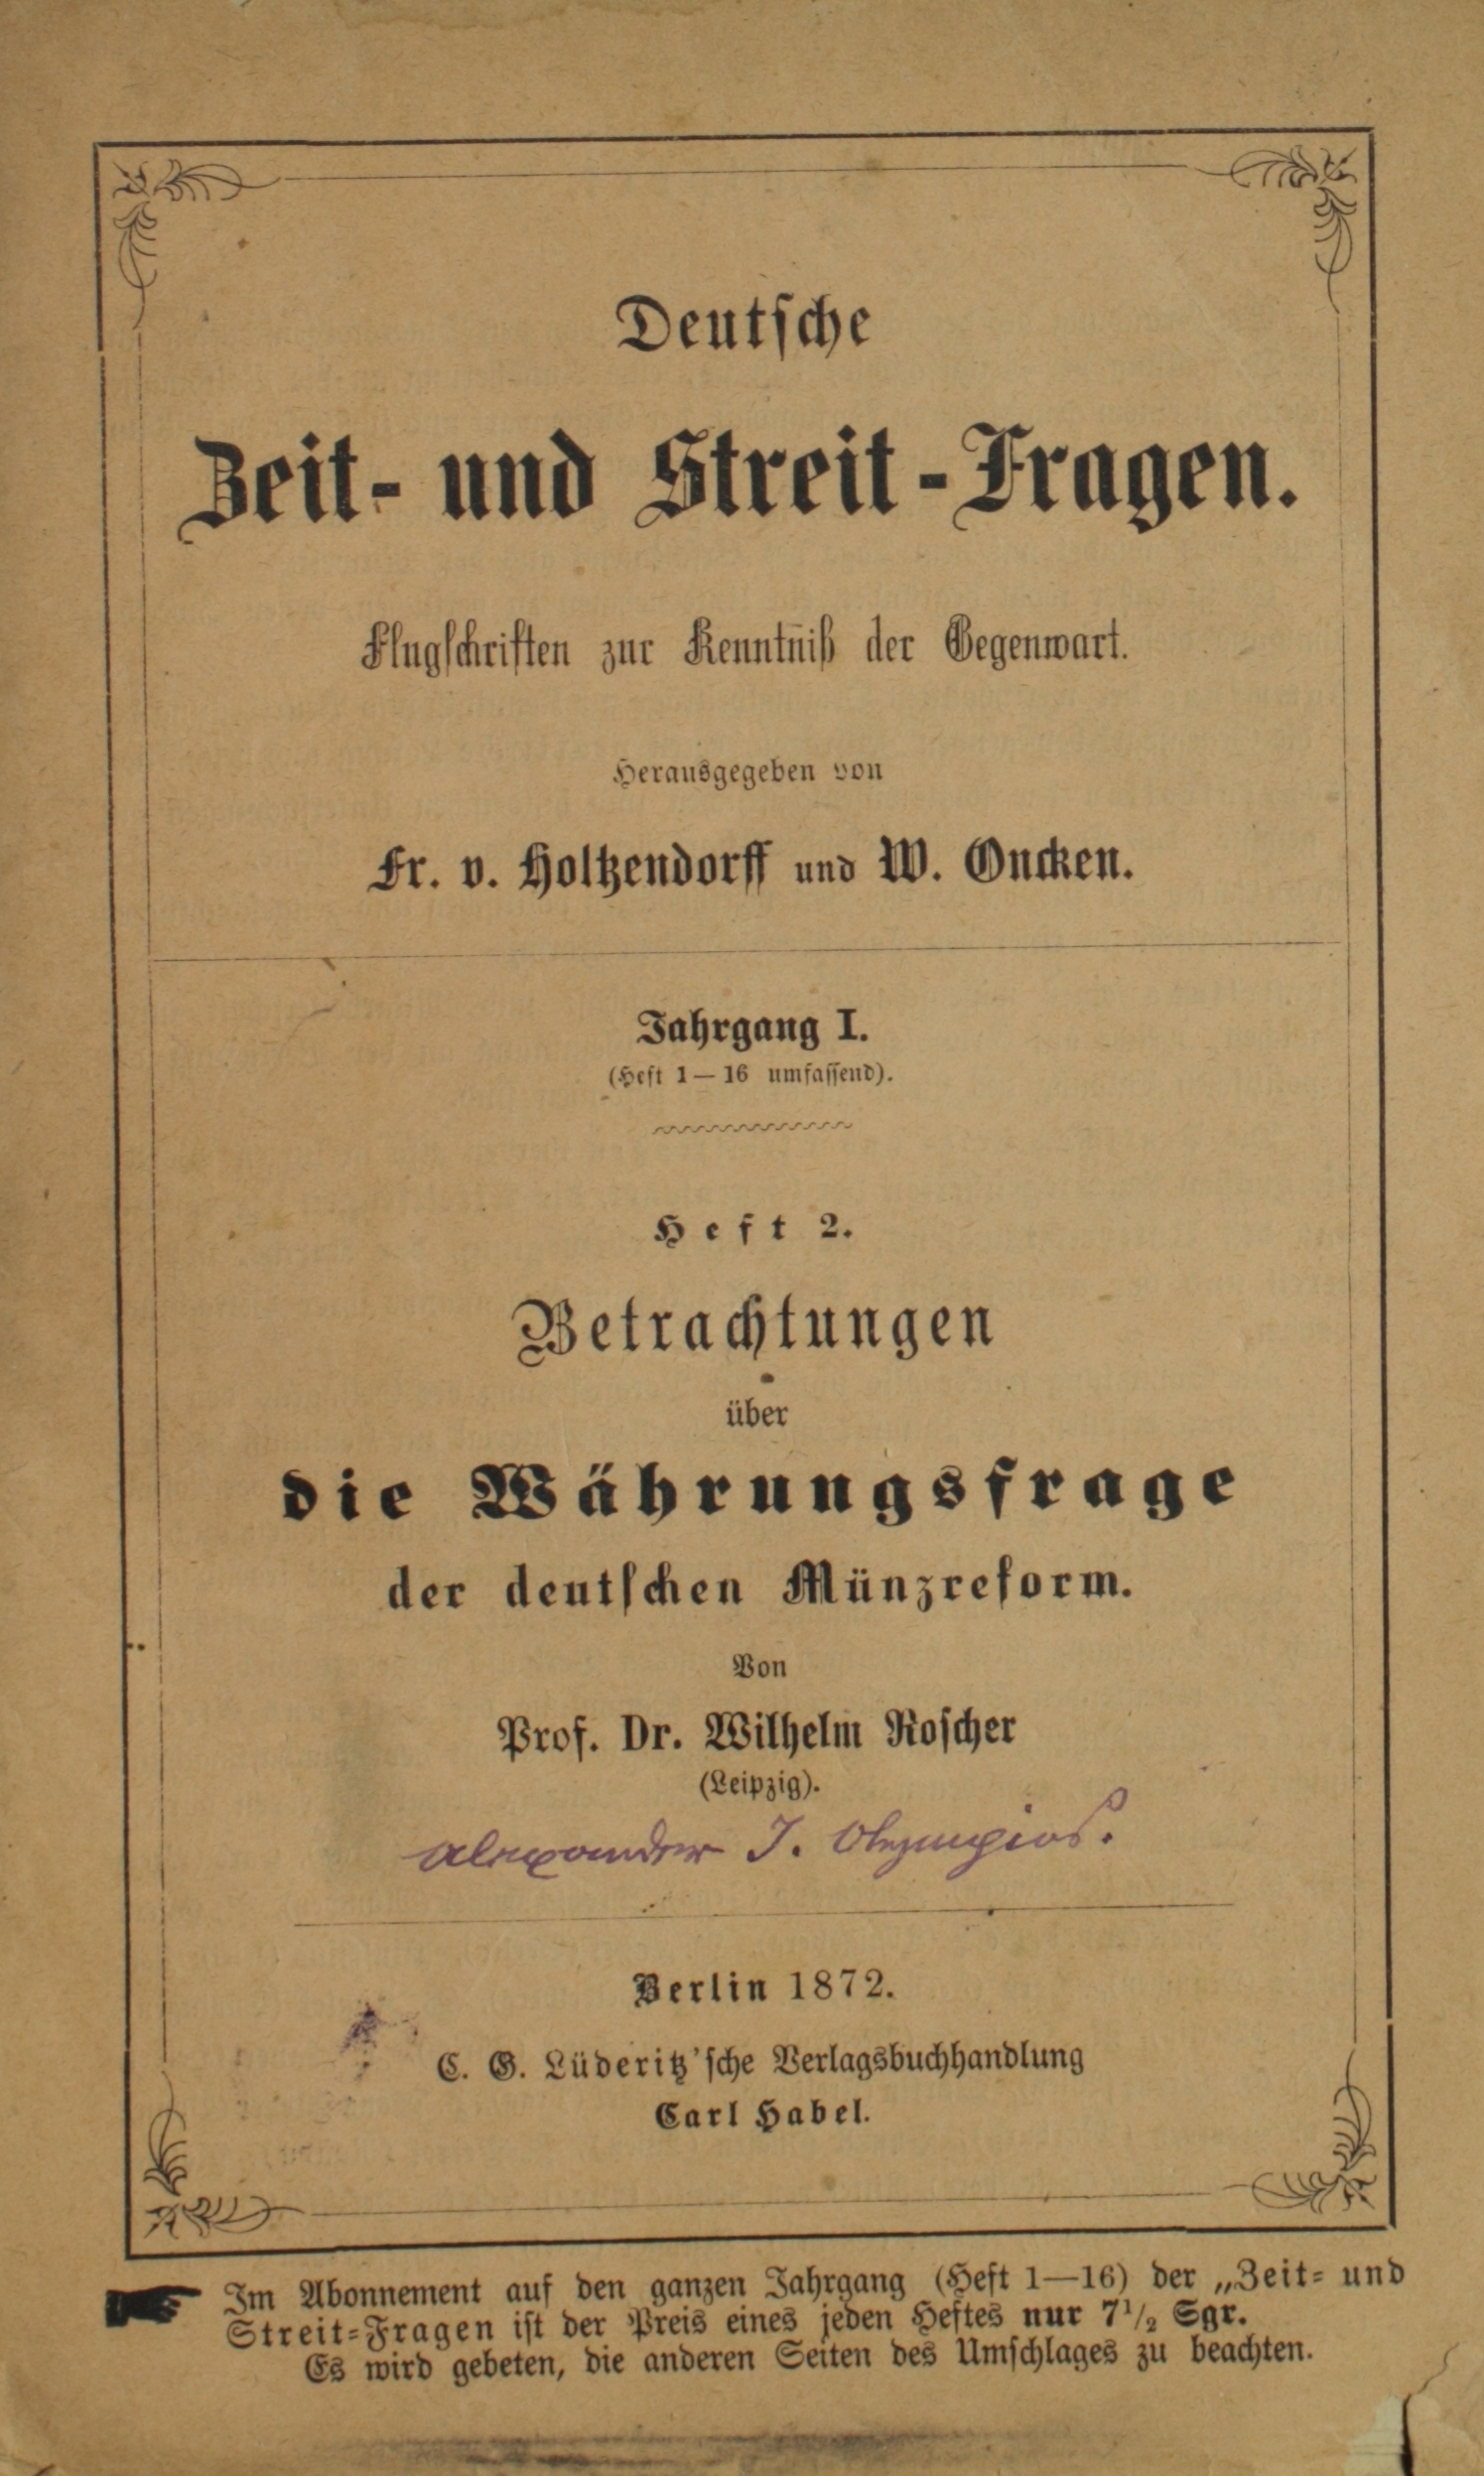 Deutsche
Zeit- und Streit-Fragen.
Flugschriften zur Kenntniß der Gegenwart.
Herausgegeben von
Fr. v. Holtzendorff und W. Oncken.
Jahrgang I.
(Heft 1—16 umfassend).
Heft 2.
Betrachtungen
über
die Währungsfrage
der deutschen Münzreform.
Von
Prof. Dr. Wilhelm Roscher
(Leipzig).
Alexander J. Olympios.
Berlin 1872.
C. G. Lüderitz'sche Verlagsbuchhandlung
Carl Habel.
Im Abonnement auf den ganzen Jahrgang (Heft 1—16) der „Zeit- und
Streit-Fragen ist der Preis eines jeden Heftes nur 7½ Sgr.
Es wird gebeten, die anderen Seiten des Umschlages zu beachten.